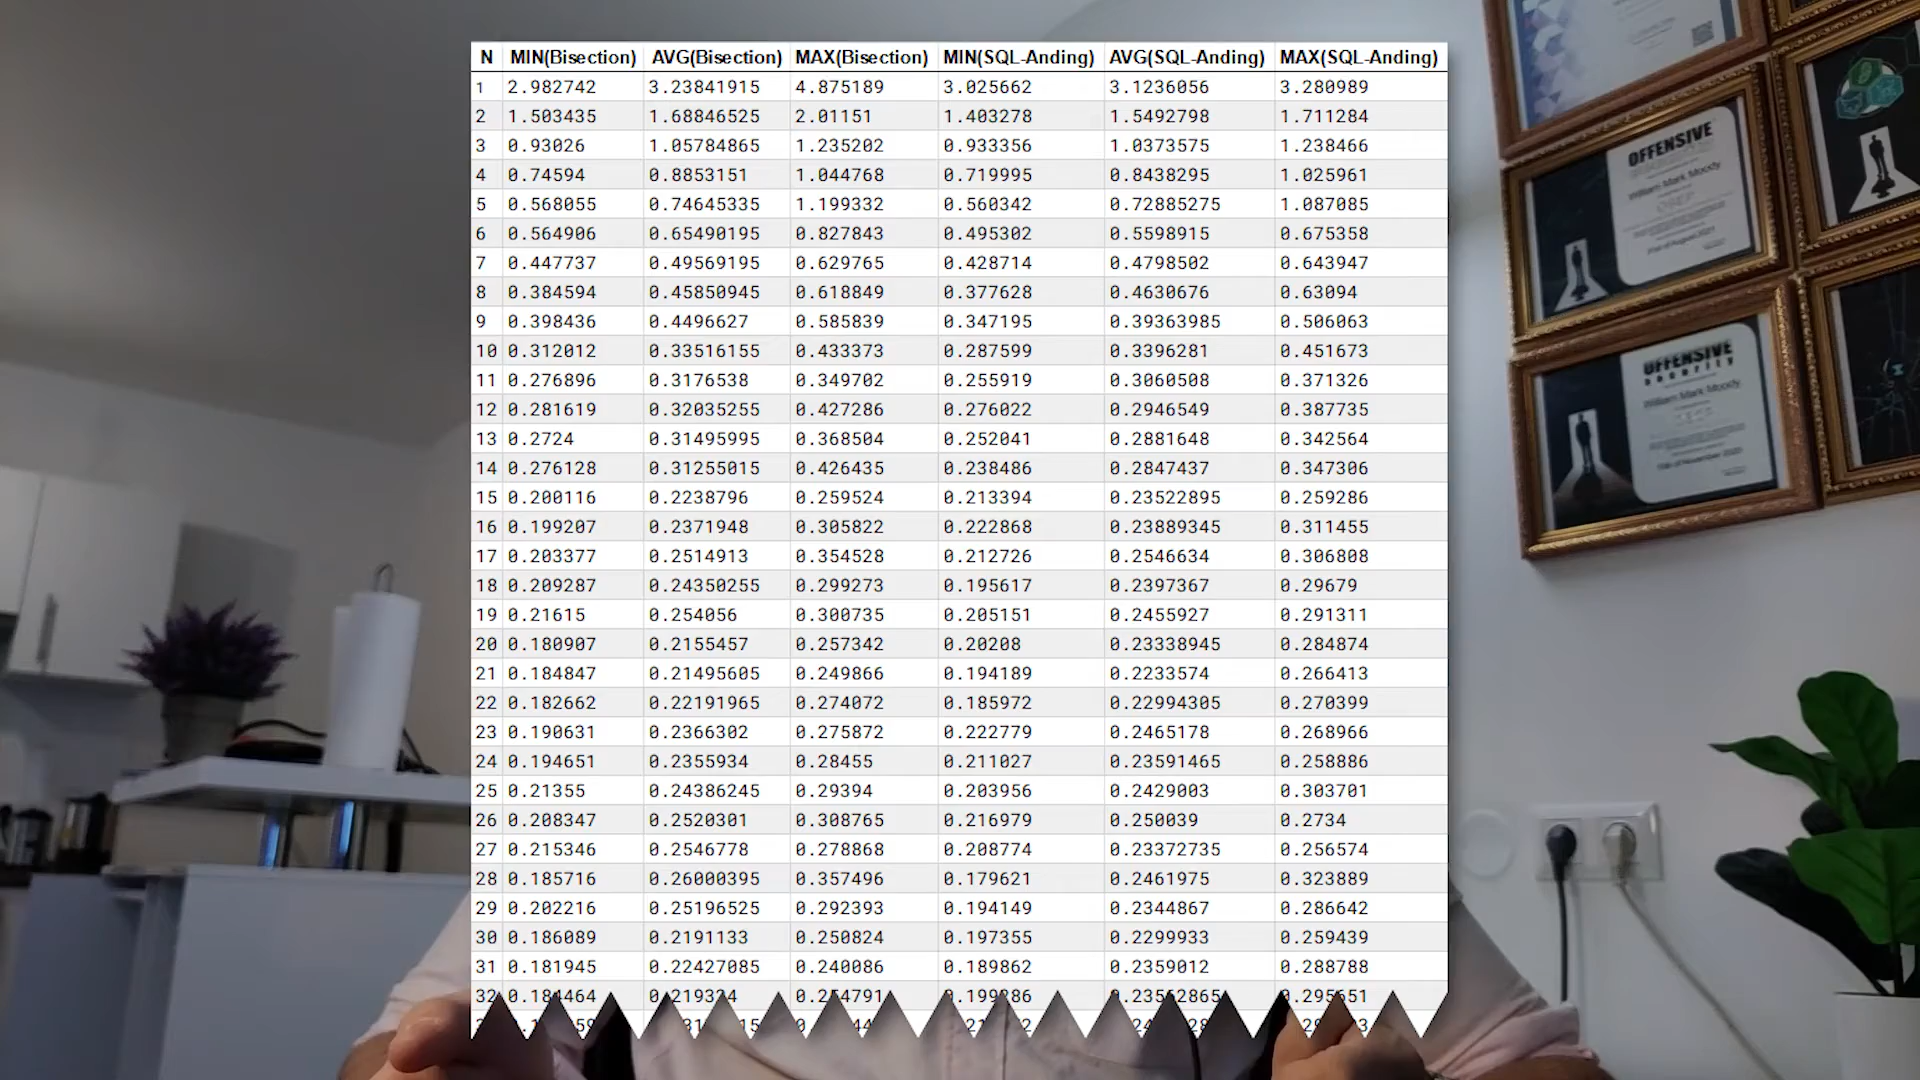 N MIN(Bisection) AVG(Bisection) MAX(Bisection) MIN(SQL-Anding) AVG(SQL-Anding) MAX(SQL-Anding)
1 2.982742 3.23841915 4.875189 3.025662 3.1236056 3.280989
2 1.503435 1.68846525 2.01151 1.403278 1.5492798 1.711284
3 0.93026 1.05784865 1.235202 0.933356 1.0373575 1.238466
4 0.74594 0.8853151 1.044768 0.719995 0.8438295 1.025961
5 0.568055 0.74645335 1.199332 0.560342 0.72885275 1.087085
6 0.564906 0.65490195 0.827843 0.495302 0.5598915 0.675358
7 0.447737 0.49569195 0.629765 0.428714 0.4798502 0.643947
8 0.384594 0.45850945 0.618849 0.377628 0.4630676 0.63094
9 0.398436 0.4496627 0.585839 0.347195 0.39363985 0.506063
10 0.312012 0.33516155 0.433373 0.287599 0.3396281 0.451673
11 0.276896 0.3176538 0.349702 0.255919 0.3060508 0.371326
12 0.281619 0.32035255 0.427286 0.276022 0.2946549 0.387735
13 0.2724 0.31495995 0.368504 0.252041 0.2881648 0.342564
14 0.276128 0.31255015 0.426435 0.238486 0.2847437 0.347306
15 0.200116 0.2238796 0.259524 0.213394 0.23522895 0.259286
16 0.199207 0.2371948 0.305822 0.222868 0.23889345 0.311455
17 0.203377 0.2514913 0.354528 0.212726 0.2546634 0.306808
18 0.209287 0.24350255 0.299273 0.195617 0.2397367 0.29679
19 0.21615 0.254056 0.300735 0.205151 0.2455927 0.291311
20 0.180907 0.2155457 0.257342 0.20208 0.23338945 0.284874
21 0.184847 0.21495605 0.249866 0.194189 0.2233574 0.266413
22 0.182662 0.22191965 0.274072 0.185972 0.22994305 0.270399
23 0.190631 0.2366302 0.275872 0.222779 0.2465178 0.268966
24 0.194651 0.2355934 0.28455 0.211027 0.23591465 0.258886
25 0.21355 0.24386245 0.29394 0.203956 0.2429003 0.303701
26 0.208347 0.2520301 0.308765 0.216979 0.250039 0.2734
27 0.215346 0.2546778 0.278868 0.208774 0.23372735 0.256574
28 0.185716 0.26000395 0.357496 0.179621 0.2461975 0.323889
29 0.202216 0.25196525 0.292393 0.194149 0.2344867 0.286642
30 0.186089 0.2191133 0.250824 0.197355 0.2299933 0.259439
31 0.181945 0.22427085 0.240086 0.189862 0.2359012 0.288788
32
OFFENSIVE
William Mark Moody
OFFENSIVE
security
William Mark Moody